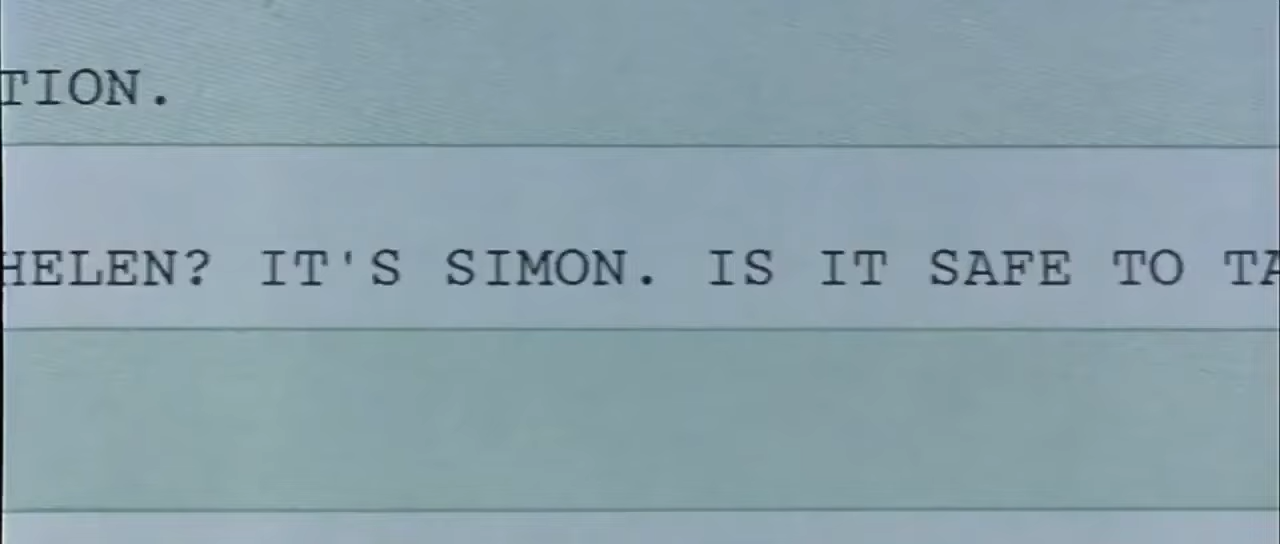 TION.
HELEN? IT'S SIMON. IS IT SAFE TO TA